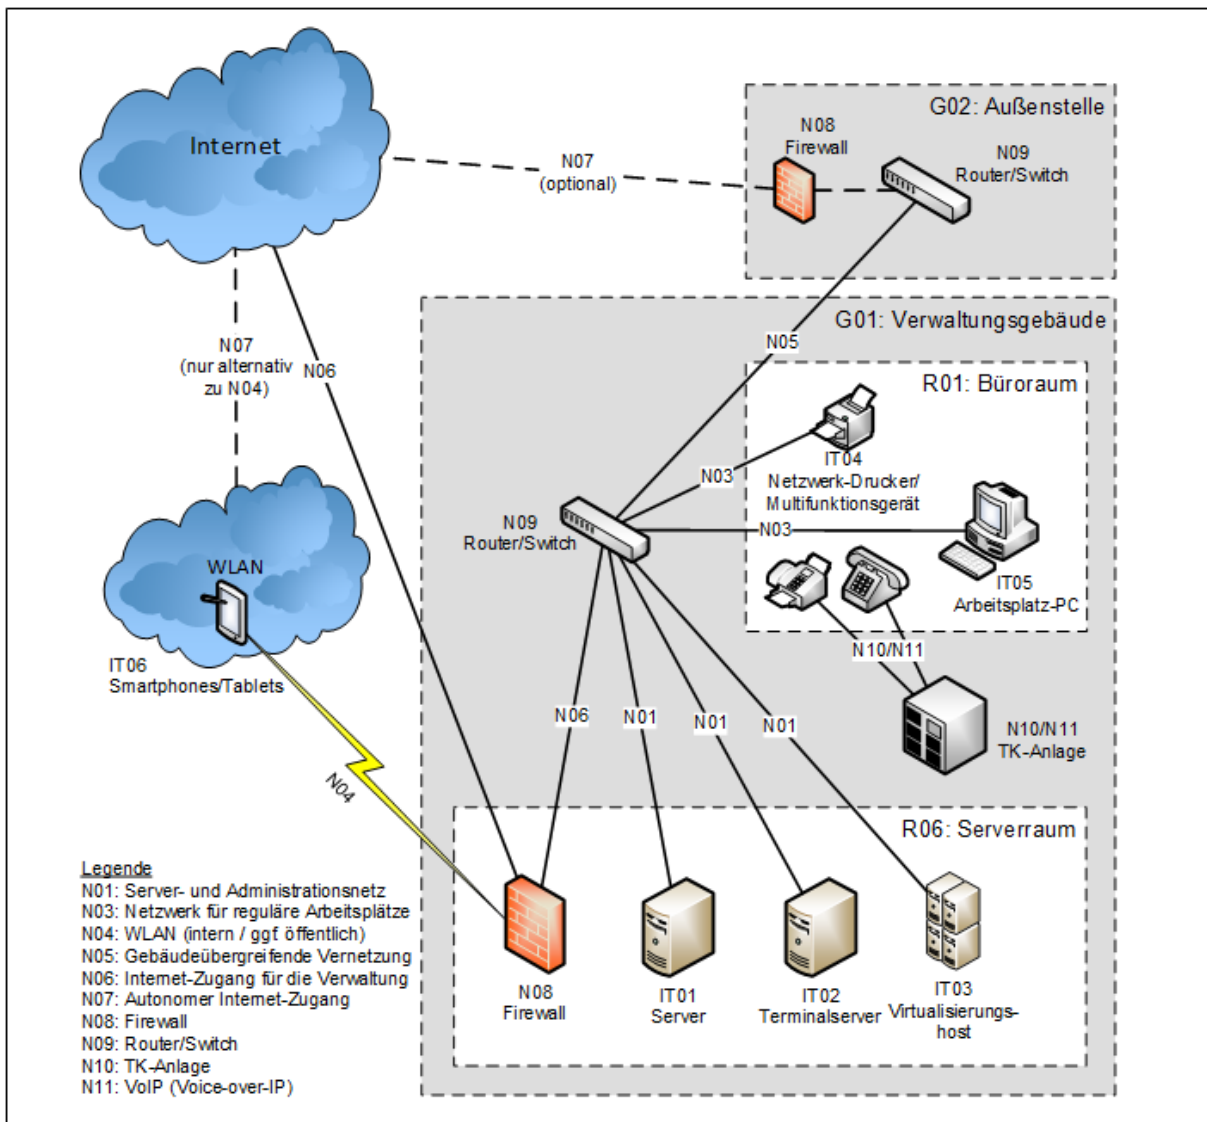 Internet
G02: Außenstelle
N08
Firewall
N09
Router/Switch
N07
(optional)
G01: Verwaltungsgebäude
N07
(nur alternativ
zu N04)
N06
N05
R01: Büroraum
IT04
Netzwerk-Drucker/
Multifunktionsgerät
N03
N09
Router/Switch
N03
IT05
Arbeitsplatz-PC
WLAN
IT06
Smartphones/Tablets
N10/N11
N06
N01
N01
N01
N10/N11
TK-Anlage
N04
R06: Serverraum
N08
Firewall
IT01
Server
IT02
Terminalserver
IT03
Virtualisierungs-
host
Legende
N01: Server- und Administrationsnetz
N03: Netzwerk für reguläre Arbeitsplätze
N04: WLAN (intern / ggf. öffentlich)
N05: Gebäudeübergreifende Vernetzung
N06: Internet-Zugang für die Verwaltung
N07: Autonomer Internet-Zugang
N08: Firewall
N09: Router/Switch
N10: TK-Anlage
N11: VoIP (Voice-over-IP)